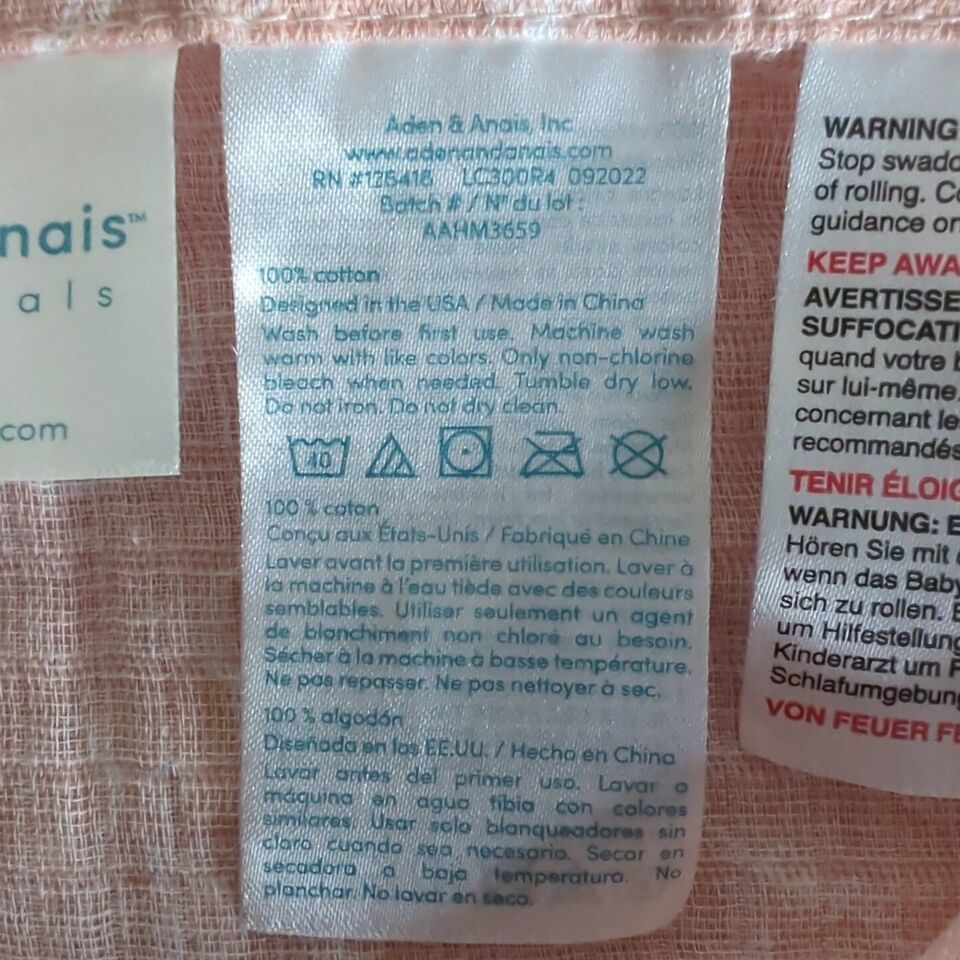 nais™
als
com
Aden & Anais, Inc
www.adenandanais.com
RN #125418 LC300R4 092022
Batch # / N° du lot :
AAHM3659
100% cotton
Designed in the USA / Made in China
Wash before first use. Machine wash
warm with like colors. Only non-chlorine
bleach when needed. Tumble dry low.
Do not iron. Do not dry clean.
40
100 % coton
Conçu aux États-Unis / Fabriqué en Chine
Laver avant la première utilisation. Laver à
la machine à l'eau tiède avec des couleurs
semblables. Utiliser seulement un agent
de blanchiment non chloré au besoin.
Sécher à la machine à basse température.
Ne pas repasser. Ne pas nettoyer à sec.
100 % algodón
Diseñado en los EE.UU. / Hecho en China
Lavar antes del primer uso. Lavar a
máquina en agua tibia con colores
similares. Usar solo blanqueadores sin
cloro cuando sea necesario. Secar en
secadora a baja temperatura. No
planchar. No lavar en seco.
WARNING
Stop swadd
of rolling. Co
guidance on
KEEP AWA
AVERTISSE
SUFFOCATI
quand votre b
sur lui-même.
concernant le
recommandés
TENIR ÉLOIG
WARNUNG: E
Hören Sie mit
wenn das Baby
sich zu rollen. B
um Hilfestellung
Kinderarzt um F
Schlafumgebung
VON FEUER FE